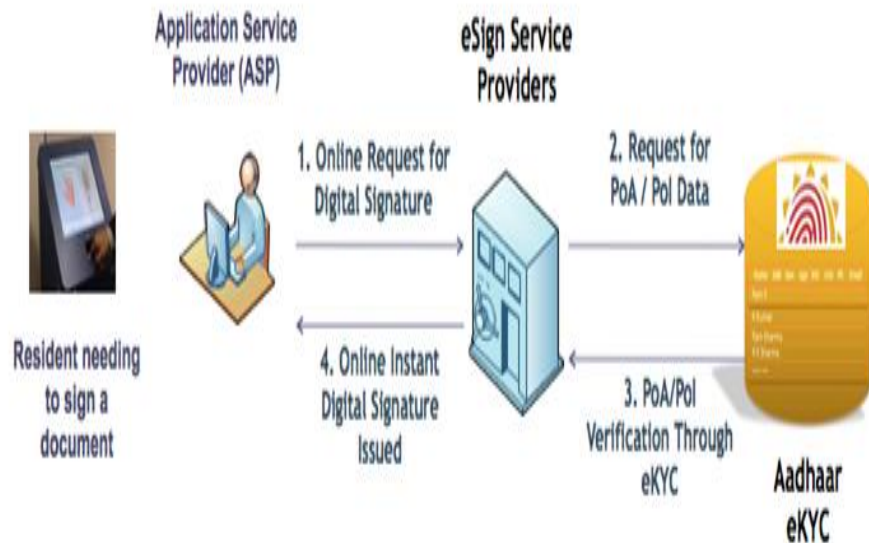 Application Service
Provider (ASP)
eSign Service
Providers
1. Online Request for
Digital Signature
2. Request for
PoA / PoI Data
Resident needing
to sign a
document
4. Online Instant
Digital Signature
Issued
3. PoA/PoI
Verification Through
eKYC
Aadhaar
eKYC